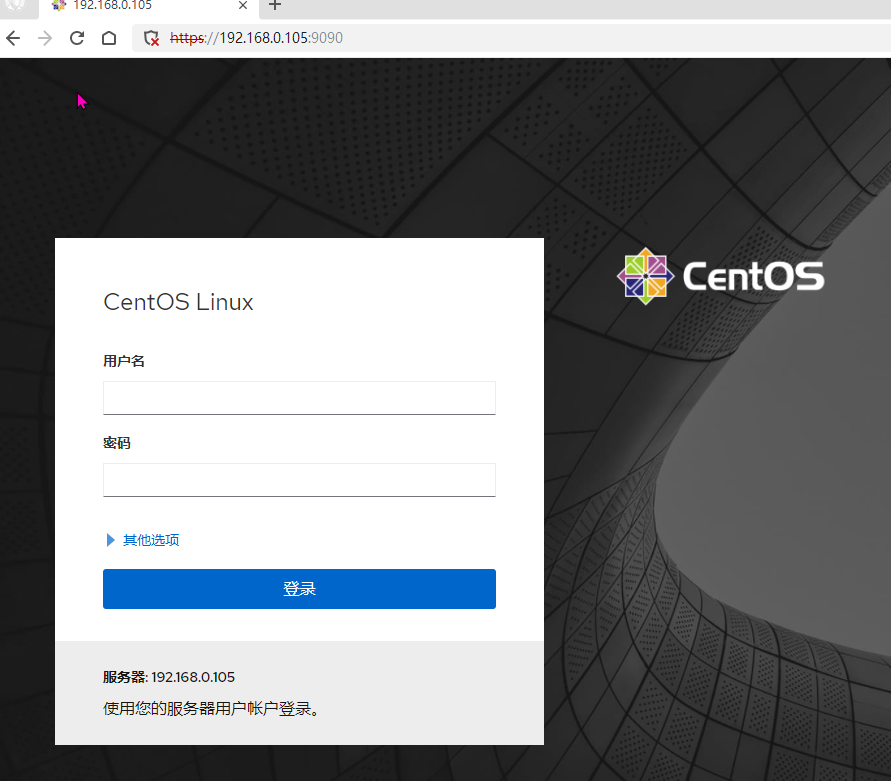 192.168.0.105
https://192.168.0.105:9090
CentOS
CentOS Linux
用户名
密码
其他选项
登录
服务器: 192.168.0.105
使用您的服务器用户帐户登录。